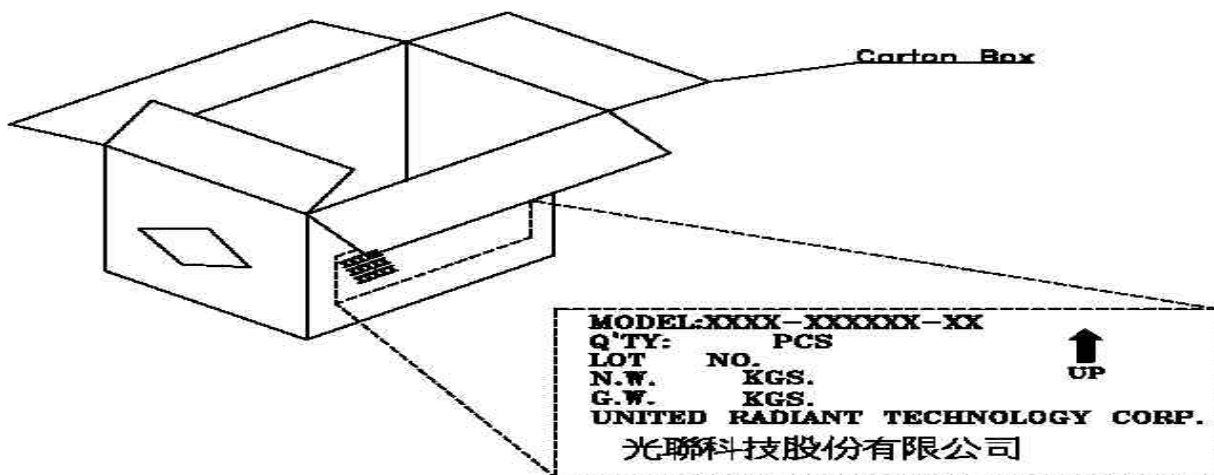 Carton Box
MODEL:XXXX-XXXXXX-XX
Q'TY: PCS
LOT NO.
N.W. KGS.
G.W. KGS.
UP
UNITED RADIANT TECHNOLOGY CORP.
光聯科技股份有限公司